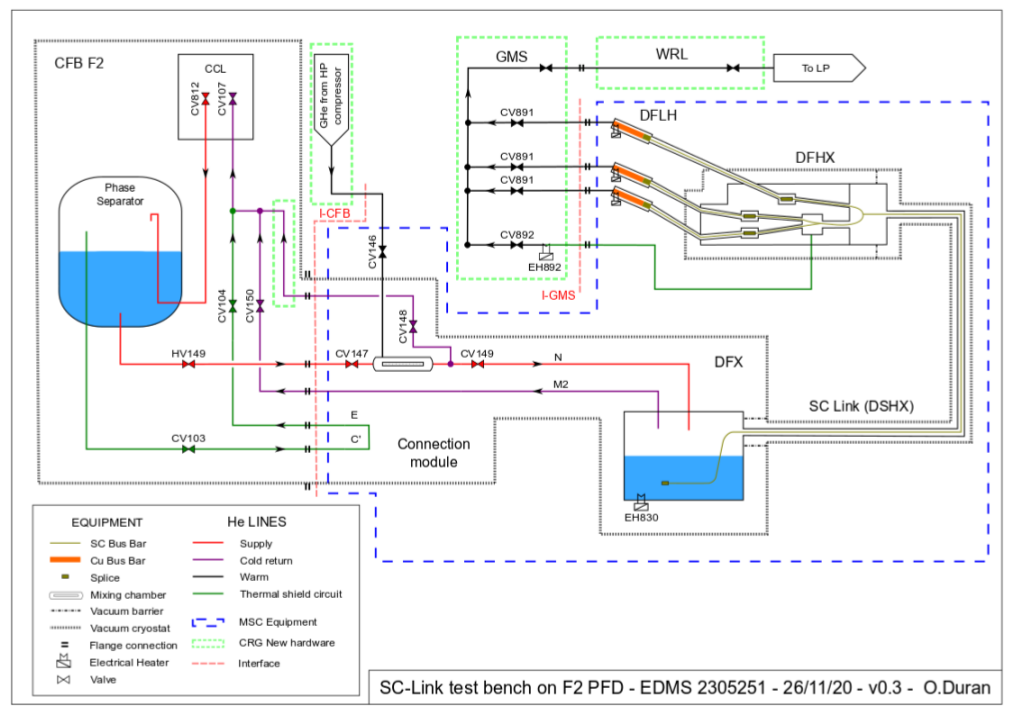 CFB F2
CCL
CV812
CV107
GHe from HP
compressor
GMS
WRL
To LP
CV891
DFLH
CV891
CV891
CV892
EH892
DFHX
Phase
Separator
I-CFB
CV146
I-GMS
CV104
CV150
CV148
HV149
CV147
CV149
N
DFX
M2
SC Link (DSHX)
E
C'
CV103
Connection
module
EH830
EQUIPMENT
SC Bus Bar
Cu Bus Bar
Splice
Mixing chamber
Vacuum barrier
Vacuum cryostat
Flange connection
Electrical Heater
Valve
He LINES
Supply
Cold return
Warm
Thermal shield circuit
MSC Equipment
CRG New hardware
Interface
SC-Link test bench on F2 PFD - EDMS 2305251 - 26/11/20 - v0.3 - O.Duran